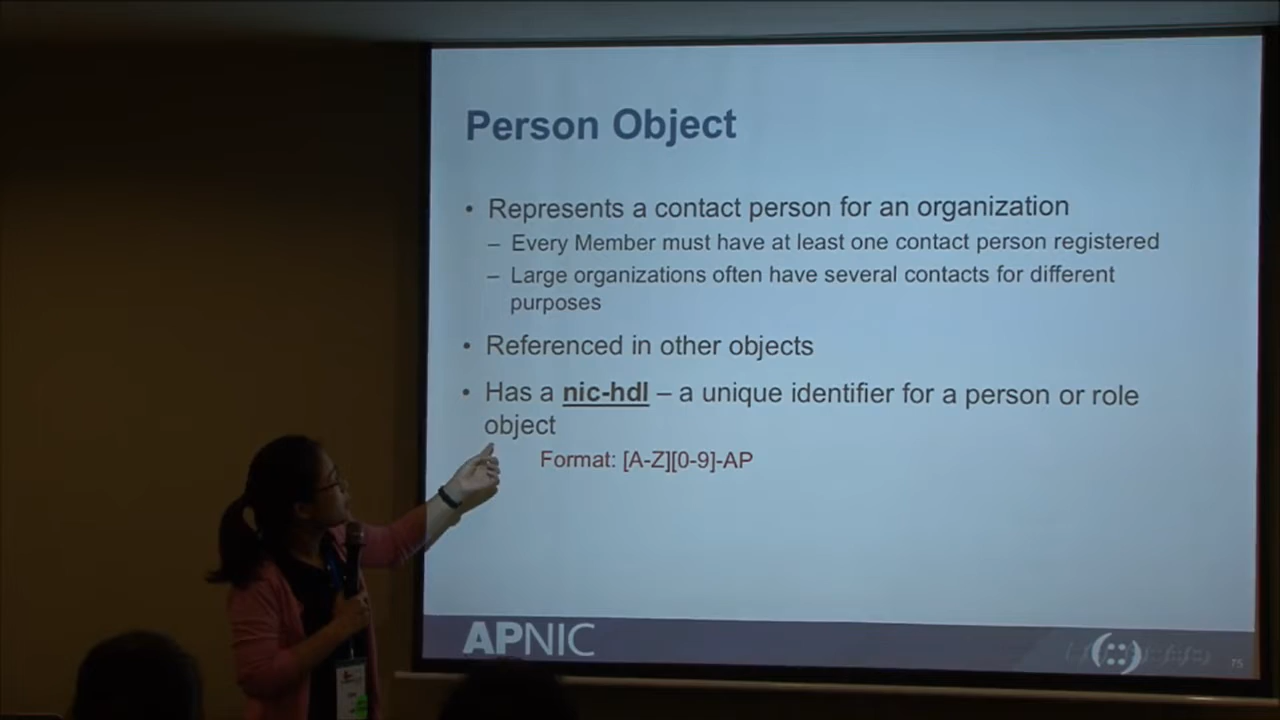 Person Object
• Represents a contact person for an organization
– Every Member must have at least one contact person registered
– Large organizations often have several contacts for different
purposes
• Referenced in other objects
• Has a nic-hdl – a unique identifier for a person or role
object
Format: [A-Z][0-9]-AP
APNIC
75